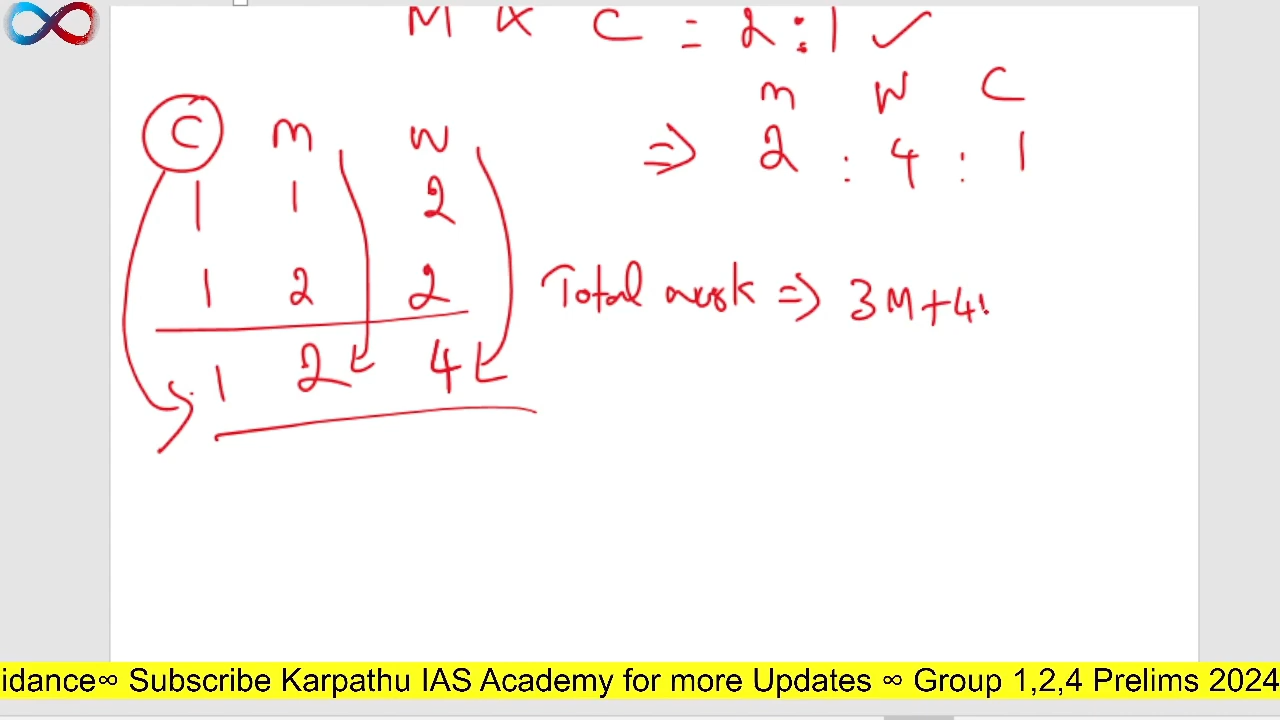 M & C = 2 : 1 ✓
m W C
⇒ 2 : 4 : 1
C m W
1 1 2
1 2 2
1 2 4
Total work ⇒ 3M+4
idance∞ Subscribe Karpathu IAS Academy for more Updates ∞ Group 1,2,4 Prelims 2024